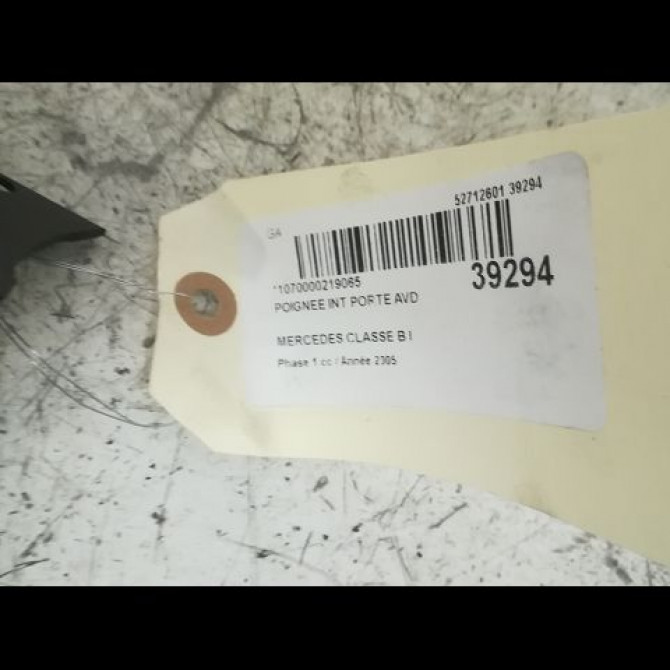 52712601 39294
GA
39294
*1070000219065
POIGNEE INT PORTE AVD
MERCEDES CLASSE B I
Phase 1 cc / Année 2305